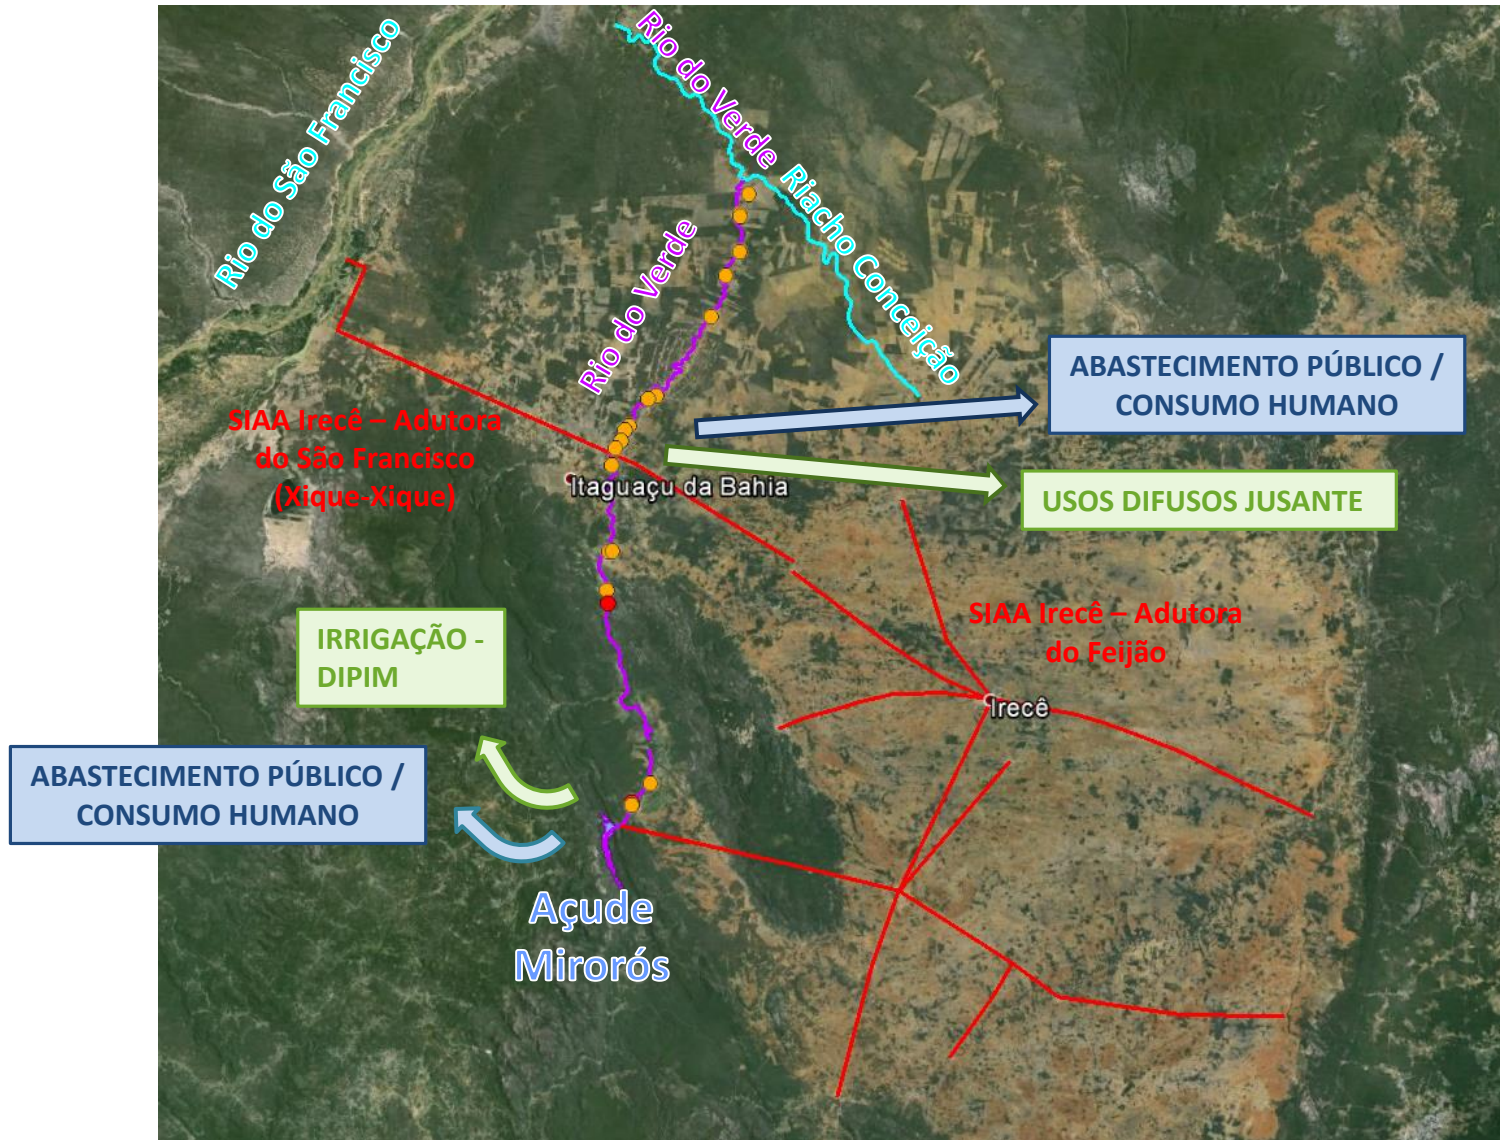 Rio do São Francisco
Rio do Verde
Riacho Conceição
Rio do Verde
ABASTECIMENTO PÚBLICO /
CONSUMO HUMANO
SIAA Irecê – Adutora
do São Francisco
(Xique-Xique)
Itaguaçu da Bahia
USOS DIFUSOS JUSANTE
SIAA Irecê – Adutora
do Feijão
IRRIGAÇÃO -
DIPIM
Irecê
ABASTECIMENTO PÚBLICO /
CONSUMO HUMANO
Açude
Mirorós